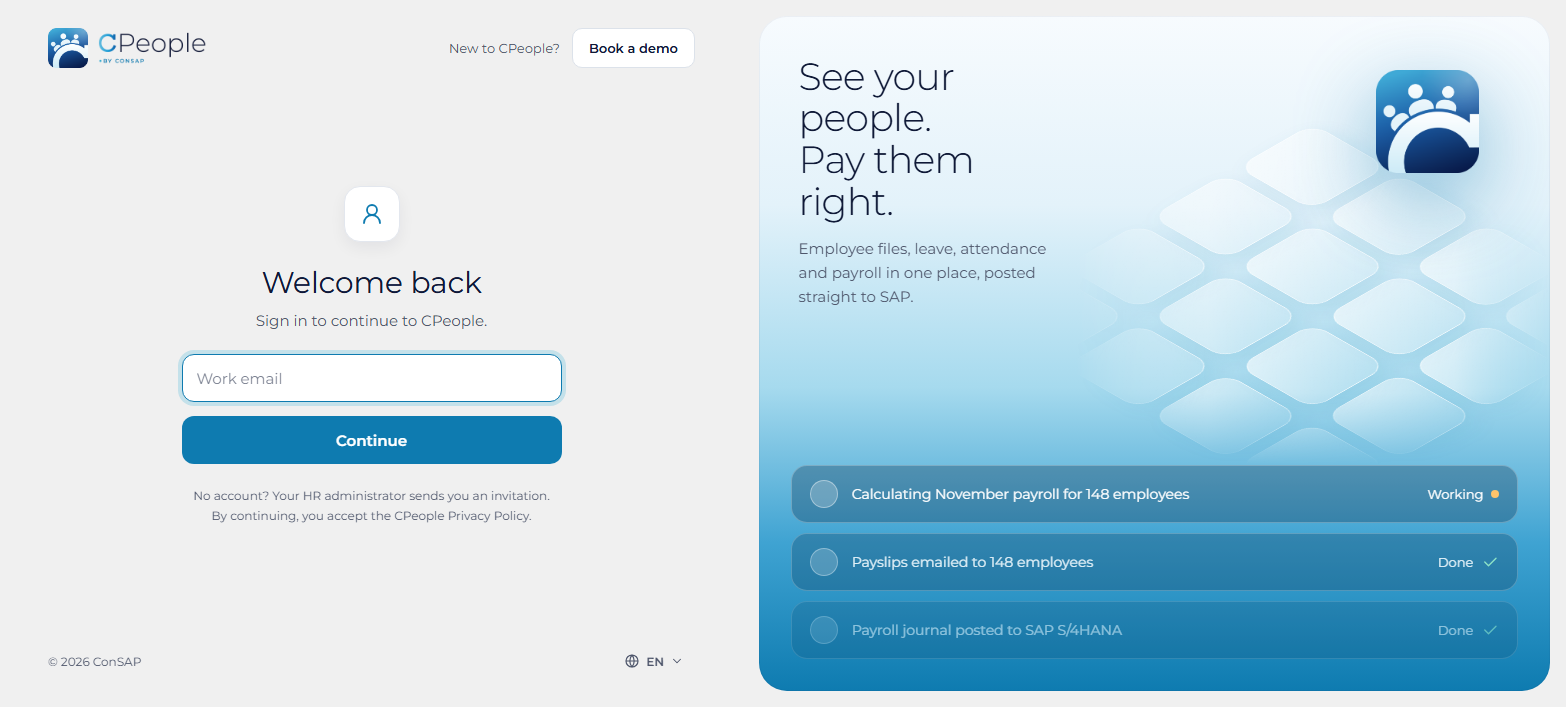 CPeople
+BY CONSAP
New to CPeople?
Book a demo
Welcome back
Sign in to continue to CPeople.
Work email
Continue
No account? Your HR administrator sends you an invitation.
By continuing, you accept the CPeople Privacy Policy.
© 2026 ConSAP
EN
See your
people.
Pay them
right.
Employee files, leave, attendance
and payroll in one place, posted
straight to SAP.
Calculating November payroll for 148 employees
Working
Payslips emailed to 148 employees
Done
Payroll journal posted to SAP S/4HANA
Done